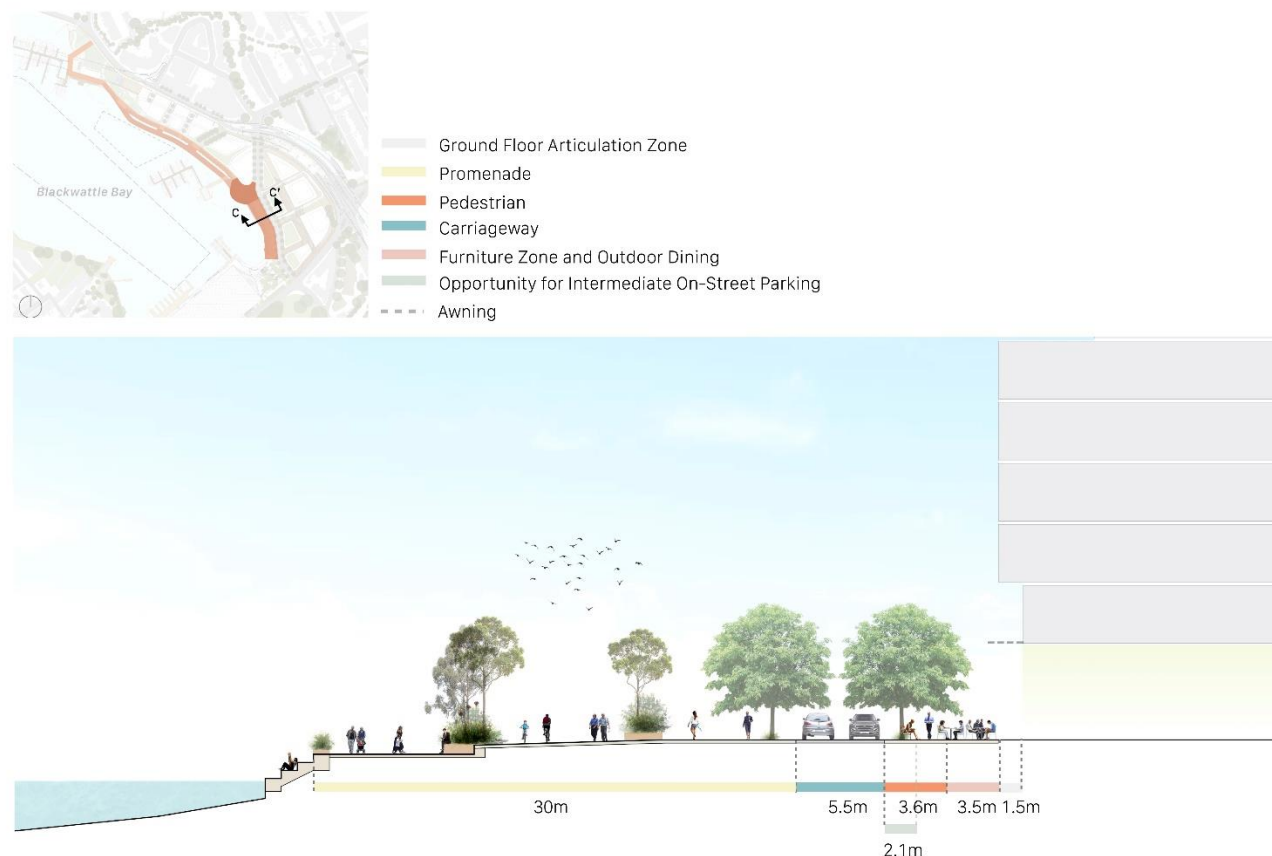 Blackwattle Bay
C
C'
Ground Floor Articulation Zone
Promenade
Pedestrian
Carriageway
Furniture Zone and Outdoor Dining
Opportunity for Intermediate On-Street Parking
Awning
30m
5.5m
3.6m
3.5m
1.5m
2.1m